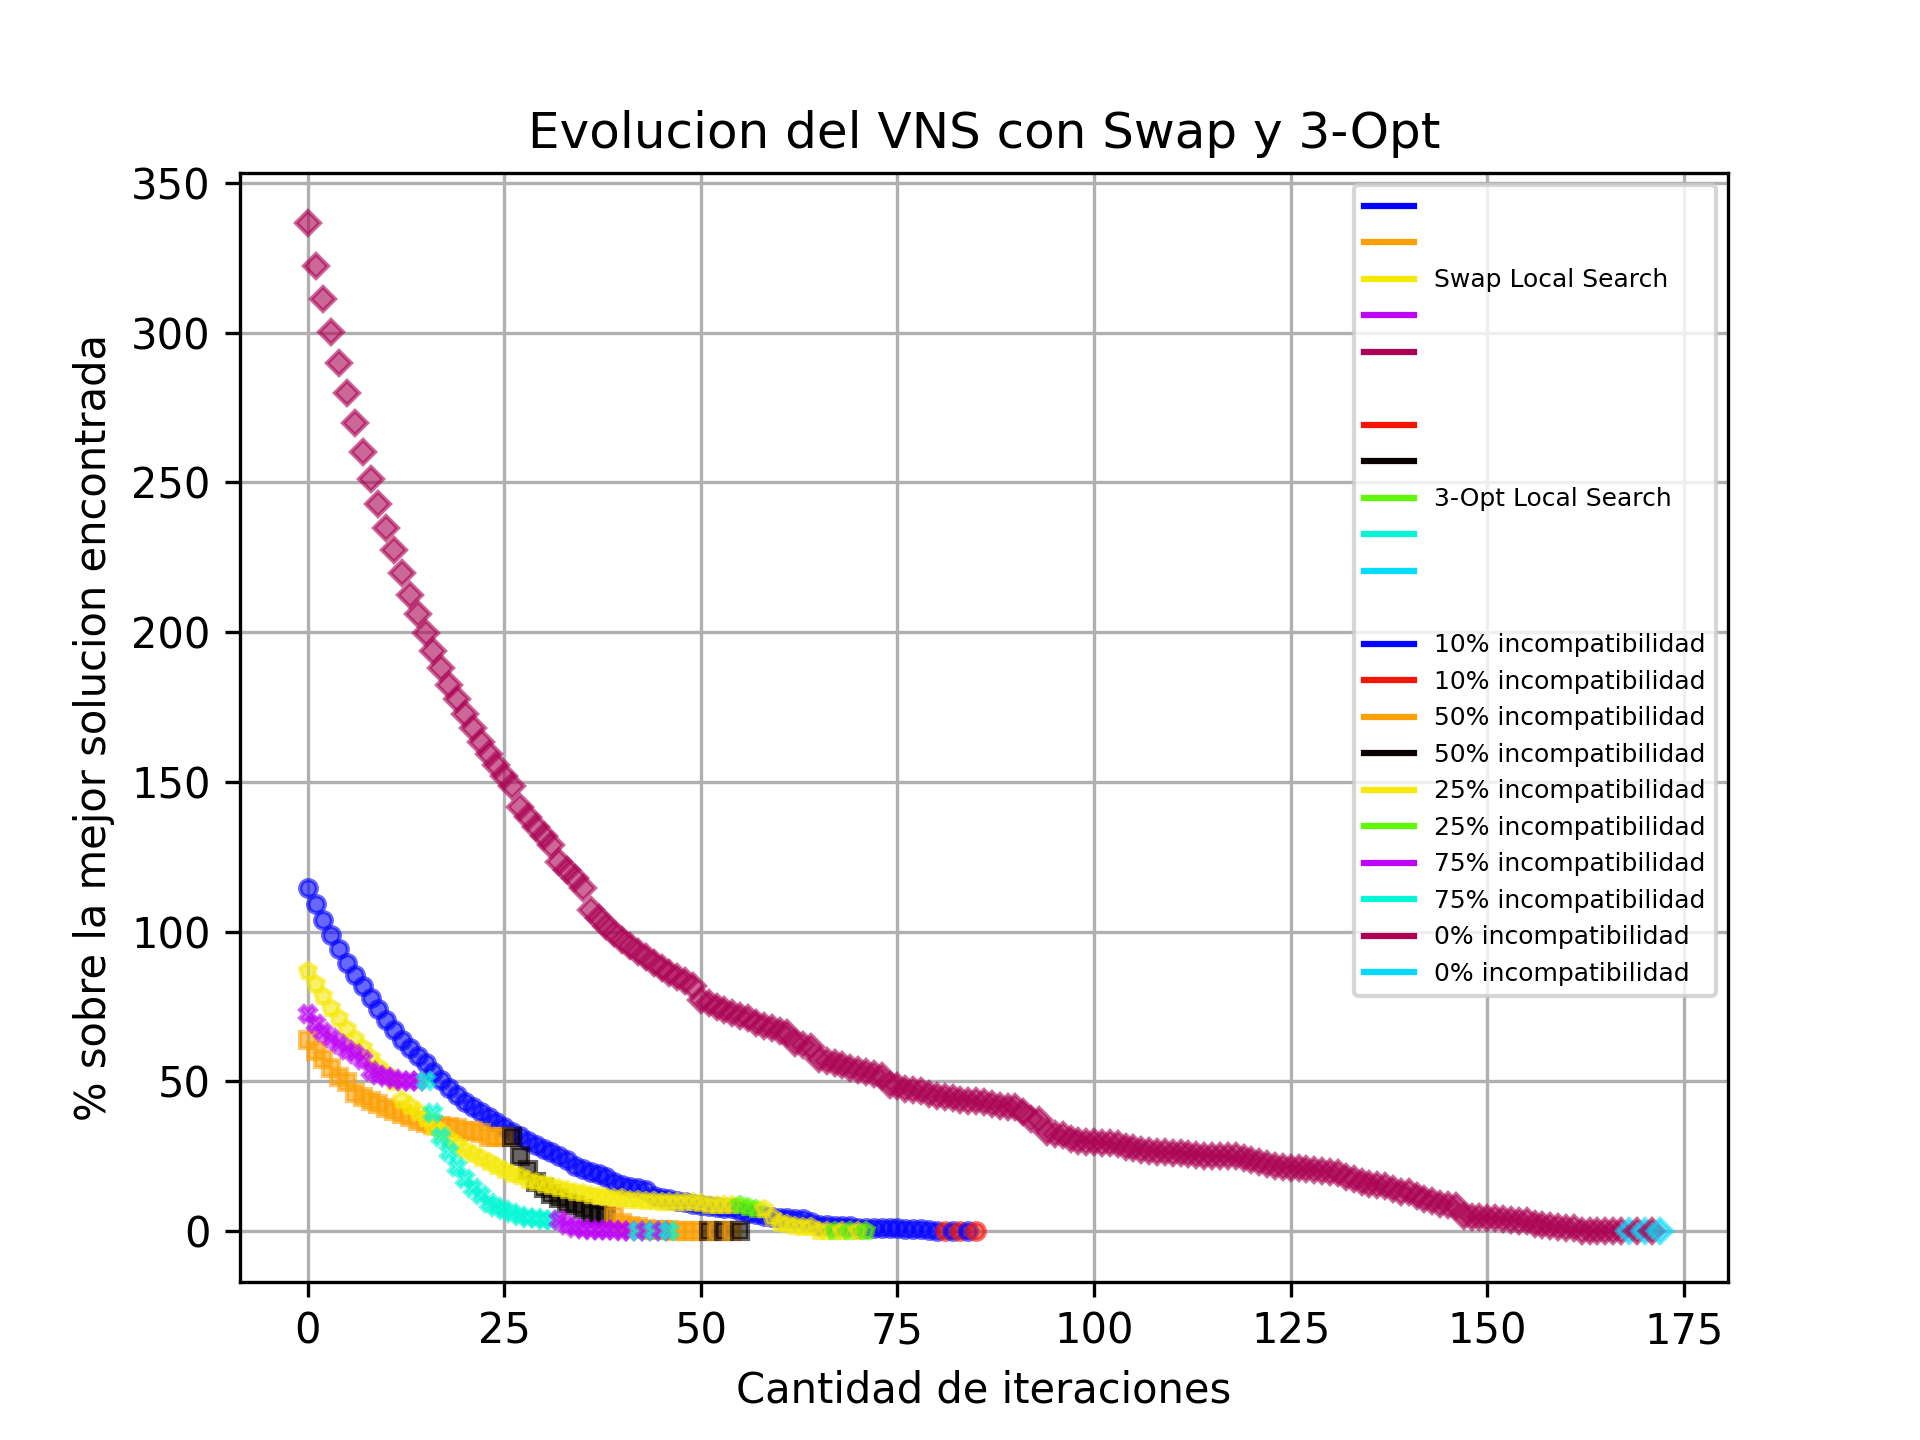 Evolucion del VNS con Swap y 3-Opt
% sobre la mejor solucion encontrada
350
300
250
200
150
100
50
0
Swap Local Search
3-Opt Local Search
10% incompatibilidad
10% incompatibilidad
50% incompatibilidad
50% incompatibilidad
25% incompatibilidad
25% incompatibilidad
75% incompatibilidad
75% incompatibilidad
0% incompatibilidad
0% incompatibilidad
0 25 50 75 100 125 150 175
Cantidad de iteraciones